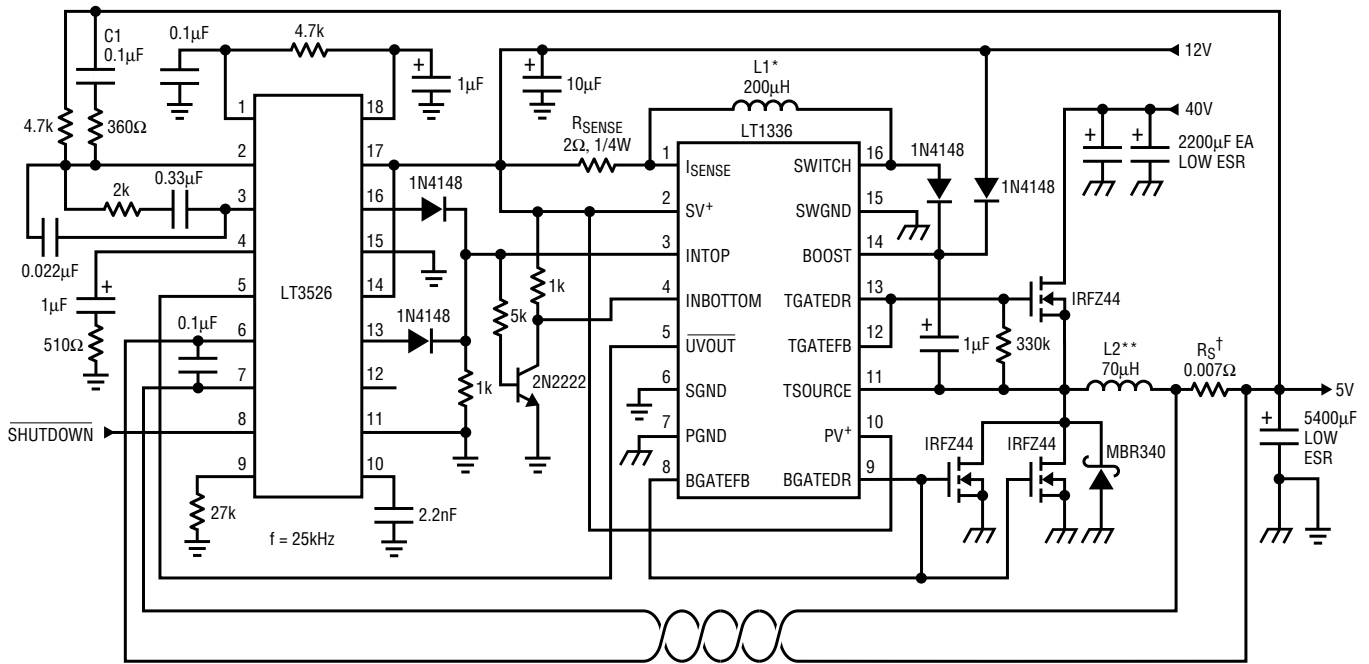 C1
0.1µF
0.1µF
4.7k
+
1µF
4.7k
360Ω
1
2
3
4
5
6
7
8
9
18
17
16
15
14
13
12
11
10
LT3526
2k
0.33µF
0.022µF
+
1µF
510Ω
0.1µF
SHUTDOWN
27k
f = 25kHz
2.2nF
1N4148
1N4148
1k
5k
1k
2N2222
+
10µF
RSENSE
2Ω, 1/4W
L1*
200µH
LT1336
1
ISENSE
2
SV+
3
INTOP
4
INBOTTOM
5
UVOUT
6
SGND
7
PGND
8
BGATEFB
SWITCH
16
SWGND
15
BOOST
14
TGATEDR
13
TGATEFB
12
TSOURCE
11
PV+
10
BGATEDR
9
1N4148
1N4148
12V
40V
+
+
2200µF EA
LOW ESR
IRFZ44
+
1µF
330k
L2**
70µH
RS†
0.007Ω
5V
IRFZ44
IRFZ44
MBR340
+
5400µF
LOW
ESR